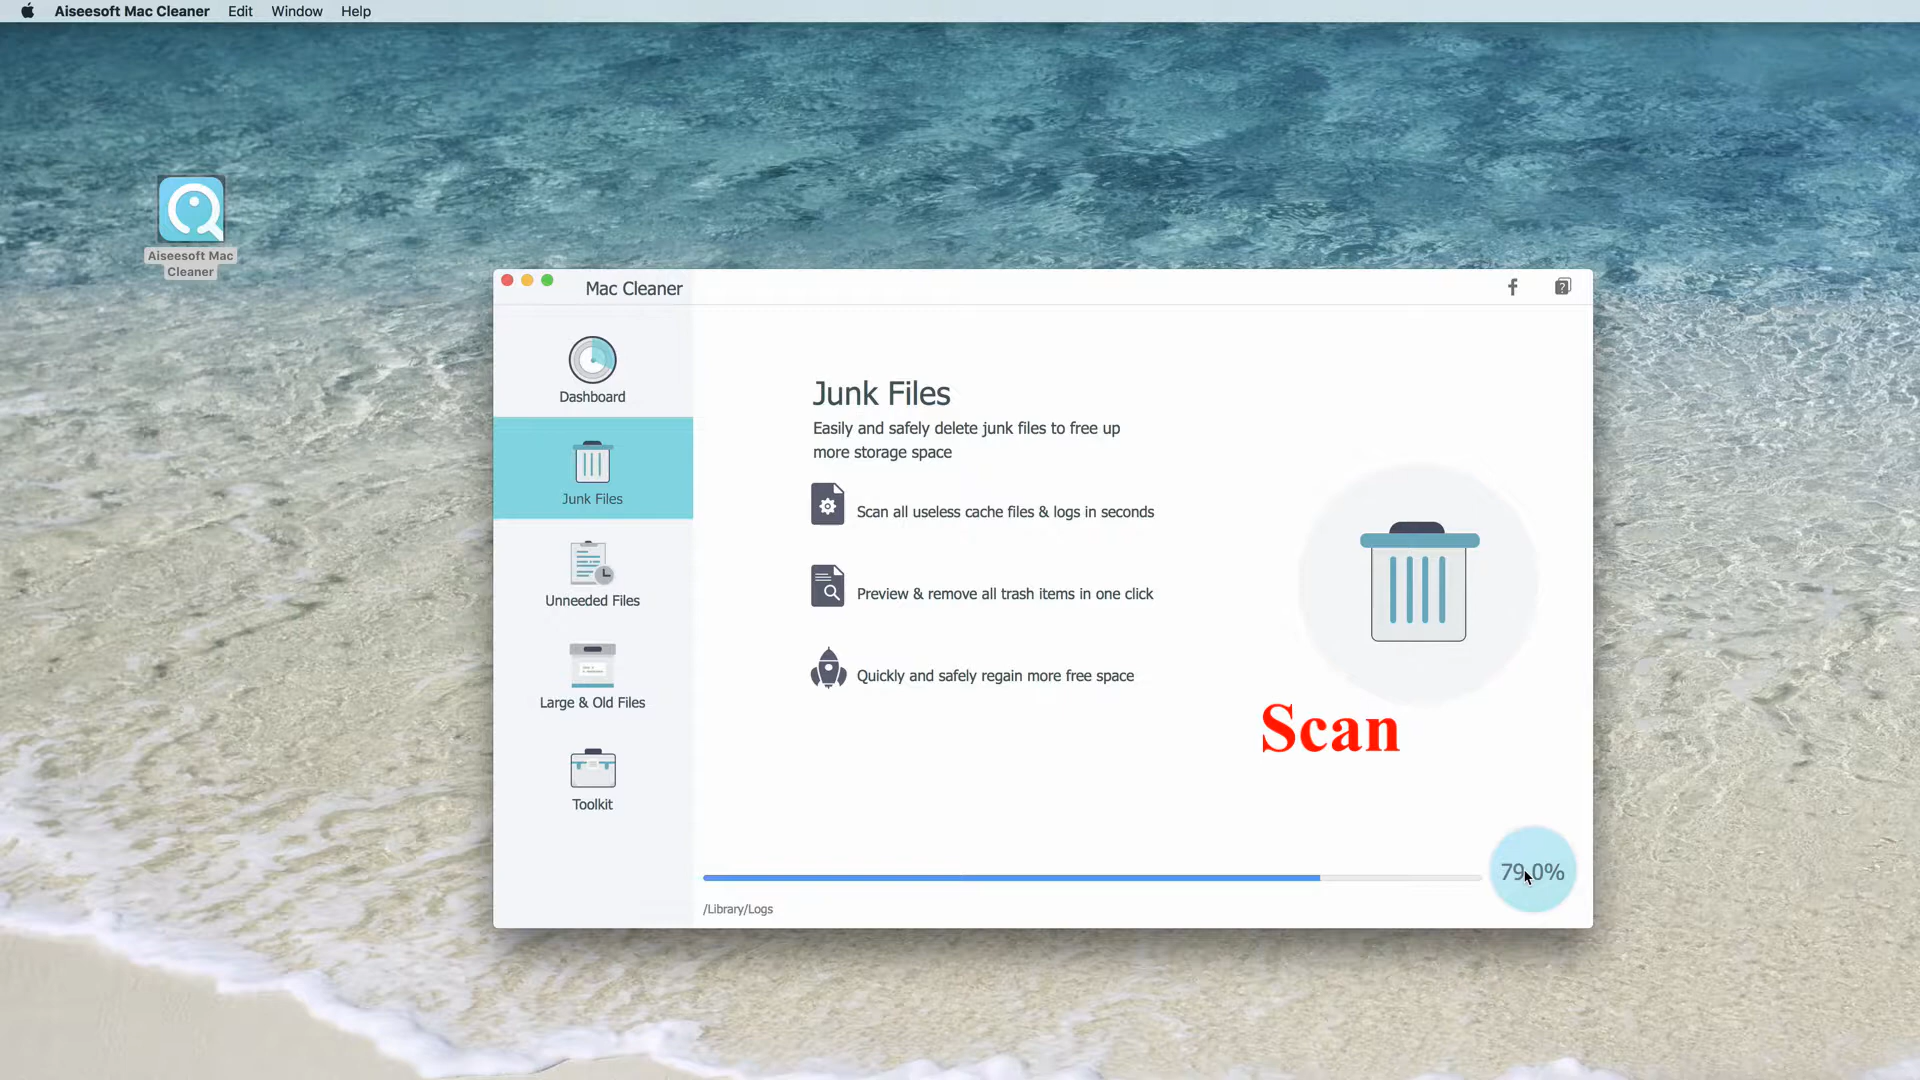 Aiseesoft Mac Cleaner Edit Window Help
Aiseesoft Mac
Cleaner
Mac Cleaner
Dashboard
Junk Files
Unneeded Files
Large & Old Files
Toolkit
Junk Files
Easily and safely delete junk files to free up
more storage space
Scan all useless cache files & logs in seconds
Preview & remove all trash items in one click
Quickly and safely regain more free space
Scan
79.0%
/Library/Logs